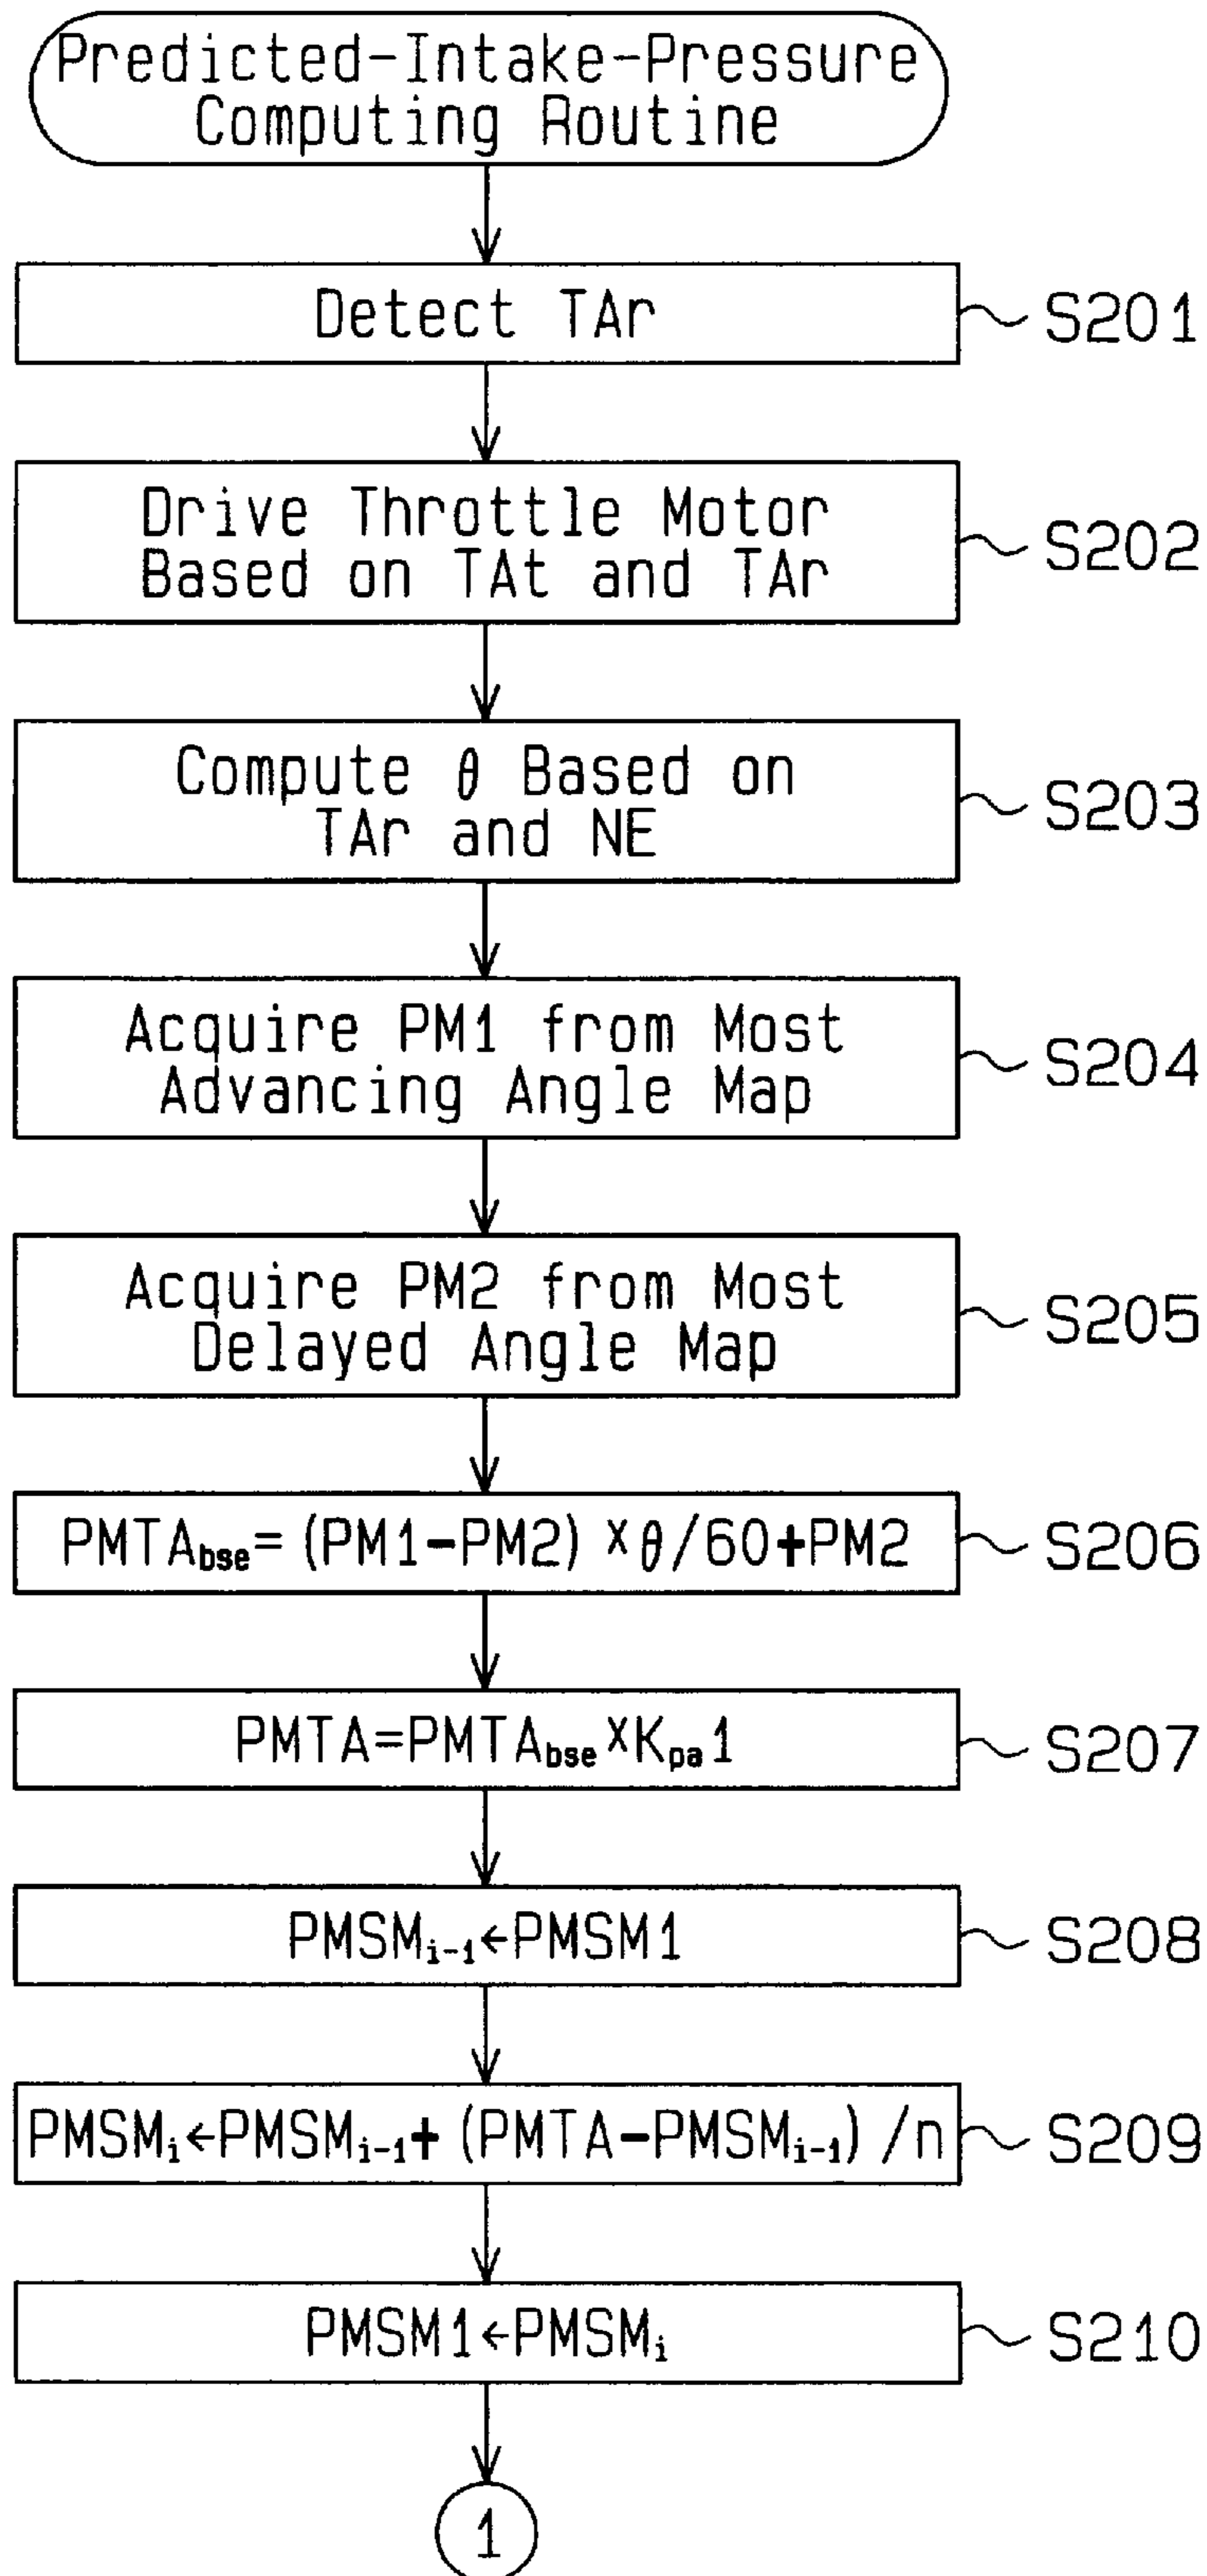 Predicted-Intake-Pressure
Computing Routine
Detect TAr
S201
Drive Throttle Motor
Based on TAt and TAr
S202
Compute θ Based on
TAr and NE
S203
Acquire PM1 from Most
Advancing Angle Map
S204
Acquire PM2 from Most
Delayed Angle Map
S205
PMTAbse=(PM1-PM2)×θ/60+PM2
S206
PMTA=PMTAbse×Kpa1
S207
PMSMi-1←PMSM1
S208
PMSMi←PMSMi-1+(PMTA-PMSMi-1)/n
S209
PMSM1←PMSMi
S210
1